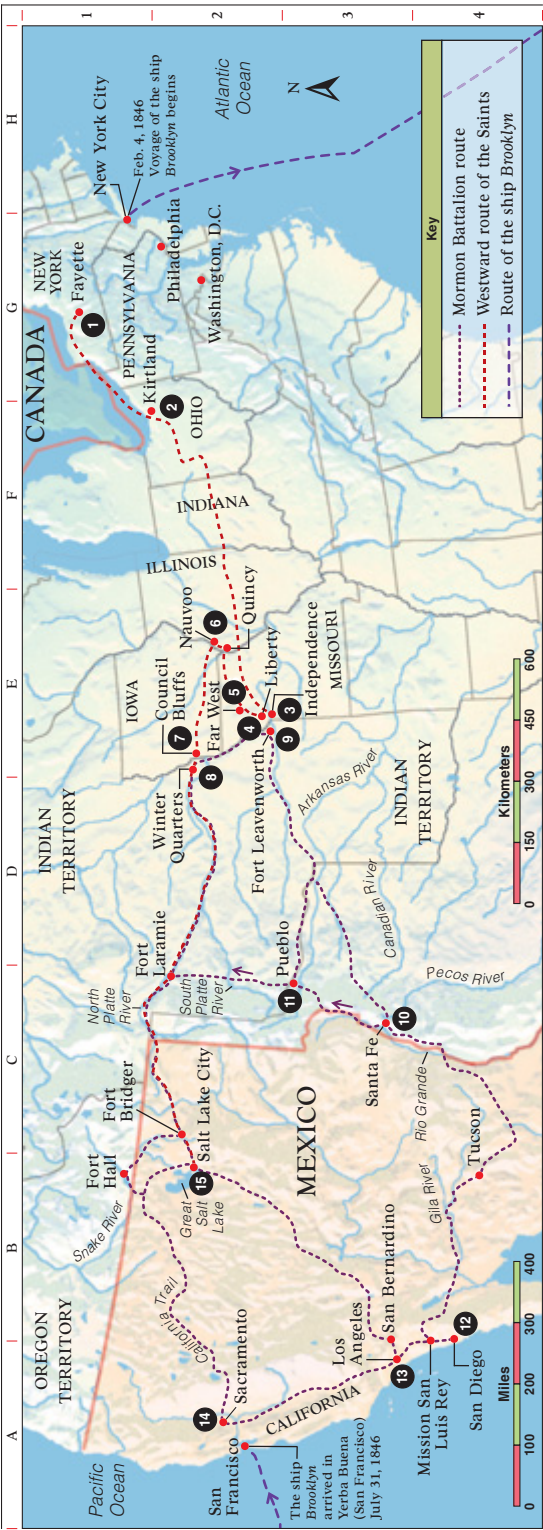 A
B
C
D
E
F
G
H
1
2
3
4
OREGON
TERRITORY
Pacific
Ocean
Snake River
Fort
Hall
Fort
Bridger
North
Platte
River
Fort
Laramie
INDIAN
TERRITORY
Winter
Quarters
8
7
Council
Bluffs
IOWA
Nauvoo
6
Quincy
5
Far West
4
Liberty
3
Independence
MISSOURI
ILLINOIS
INDIANA
OHIO
2
Kirtland
CANADA
1
Fayette
NEW
YORK
PENNSYLVANIA
New York City
Feb. 4, 1846
Voyage of the ship
Brooklyn begins
Philadelphia
Washington, D.C.
Atlantic
Ocean
N
California Trail
Great
Salt
Lake
Salt Lake City
15
South
Platte
River
Pueblo
11
Fort Leavenworth
9
Arkansas River
INDIAN
TERRITORY
Canadian River
Pecos River
Santa Fe
10
Rio Grande
MEXICO
Tucson
Gila River
14
Sacramento
San
Francisco
The ship
Brooklyn
arrived in
Yerba Buena
(San Francisco)
July 31, 1846
CALIFORNIA
Los
Angeles
13
San Bernardino
Mission San
Luis Rey
San Diego
12
Miles
0
100
200
300
400
Kilometers
0
150
300
450
600
Key
Mormon Battalion route
Westward route of the Saints
Route of the ship Brooklyn